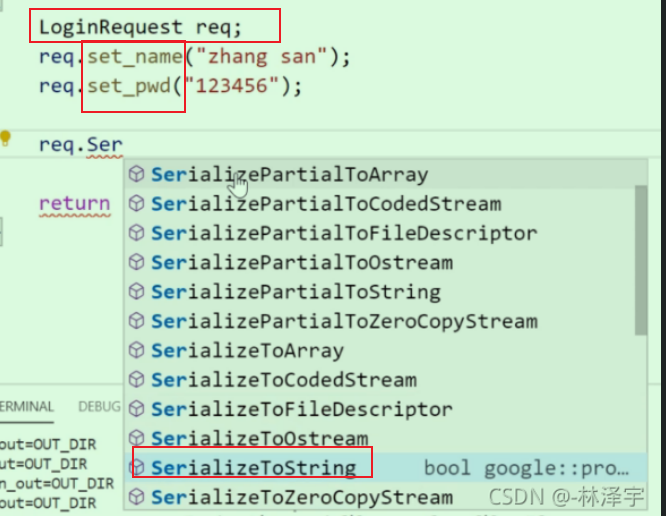 LoginRequest req;
req.set_name("zhang san");
req.set_pwd("123456");
req.Ser
SerializePartialToArray
SerializePartialToCodedStream
return
SerializePartialToFileDescriptor
SerializePartialToOstream
SerializePartialToString
SerializePartialToZeroCopyStream
SerializeToArray
SerializeToCodedStream
ERMINAL DEBUG
SerializeToFileDescriptor
out=OUT_DIR
SerializeToOstream
ut=OUT_DIR
SerializeToString bool google::pro…
n_out=OUT_DIR
SerializeToZeroCopyStream
out=OUT_DIR
CSDN @-林泽宇